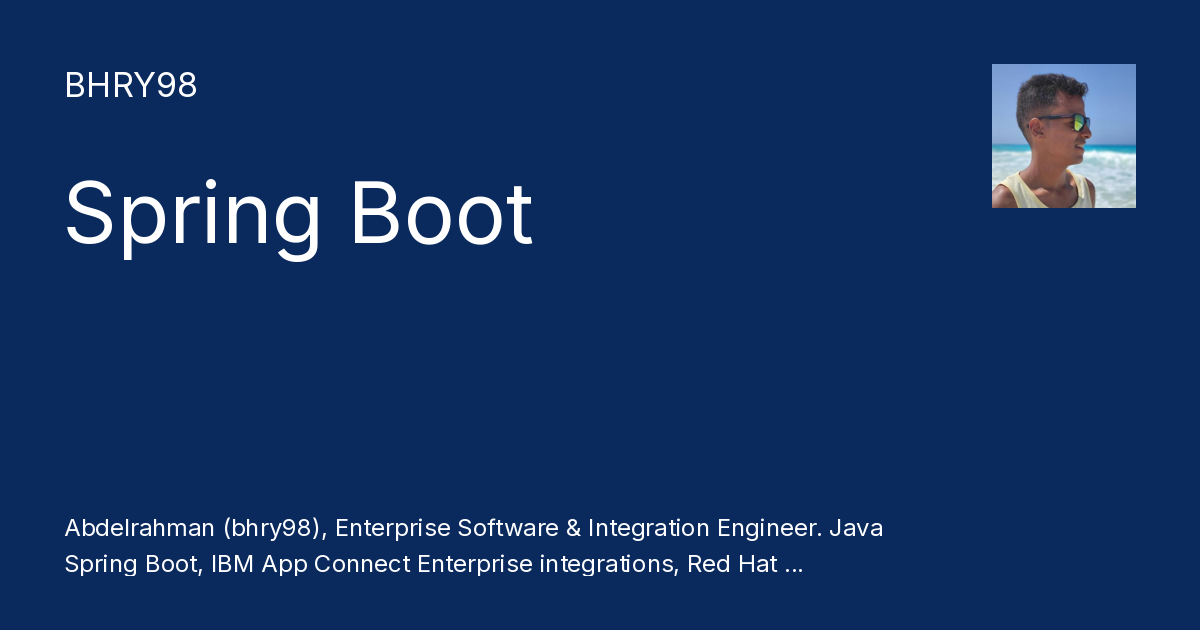 BHRY98
Spring Boot
Abdelrahman (bhry98), Enterprise Software & Integration Engineer. Java
Spring Boot, IBM App Connect Enterprise integrations, Red Hat ...